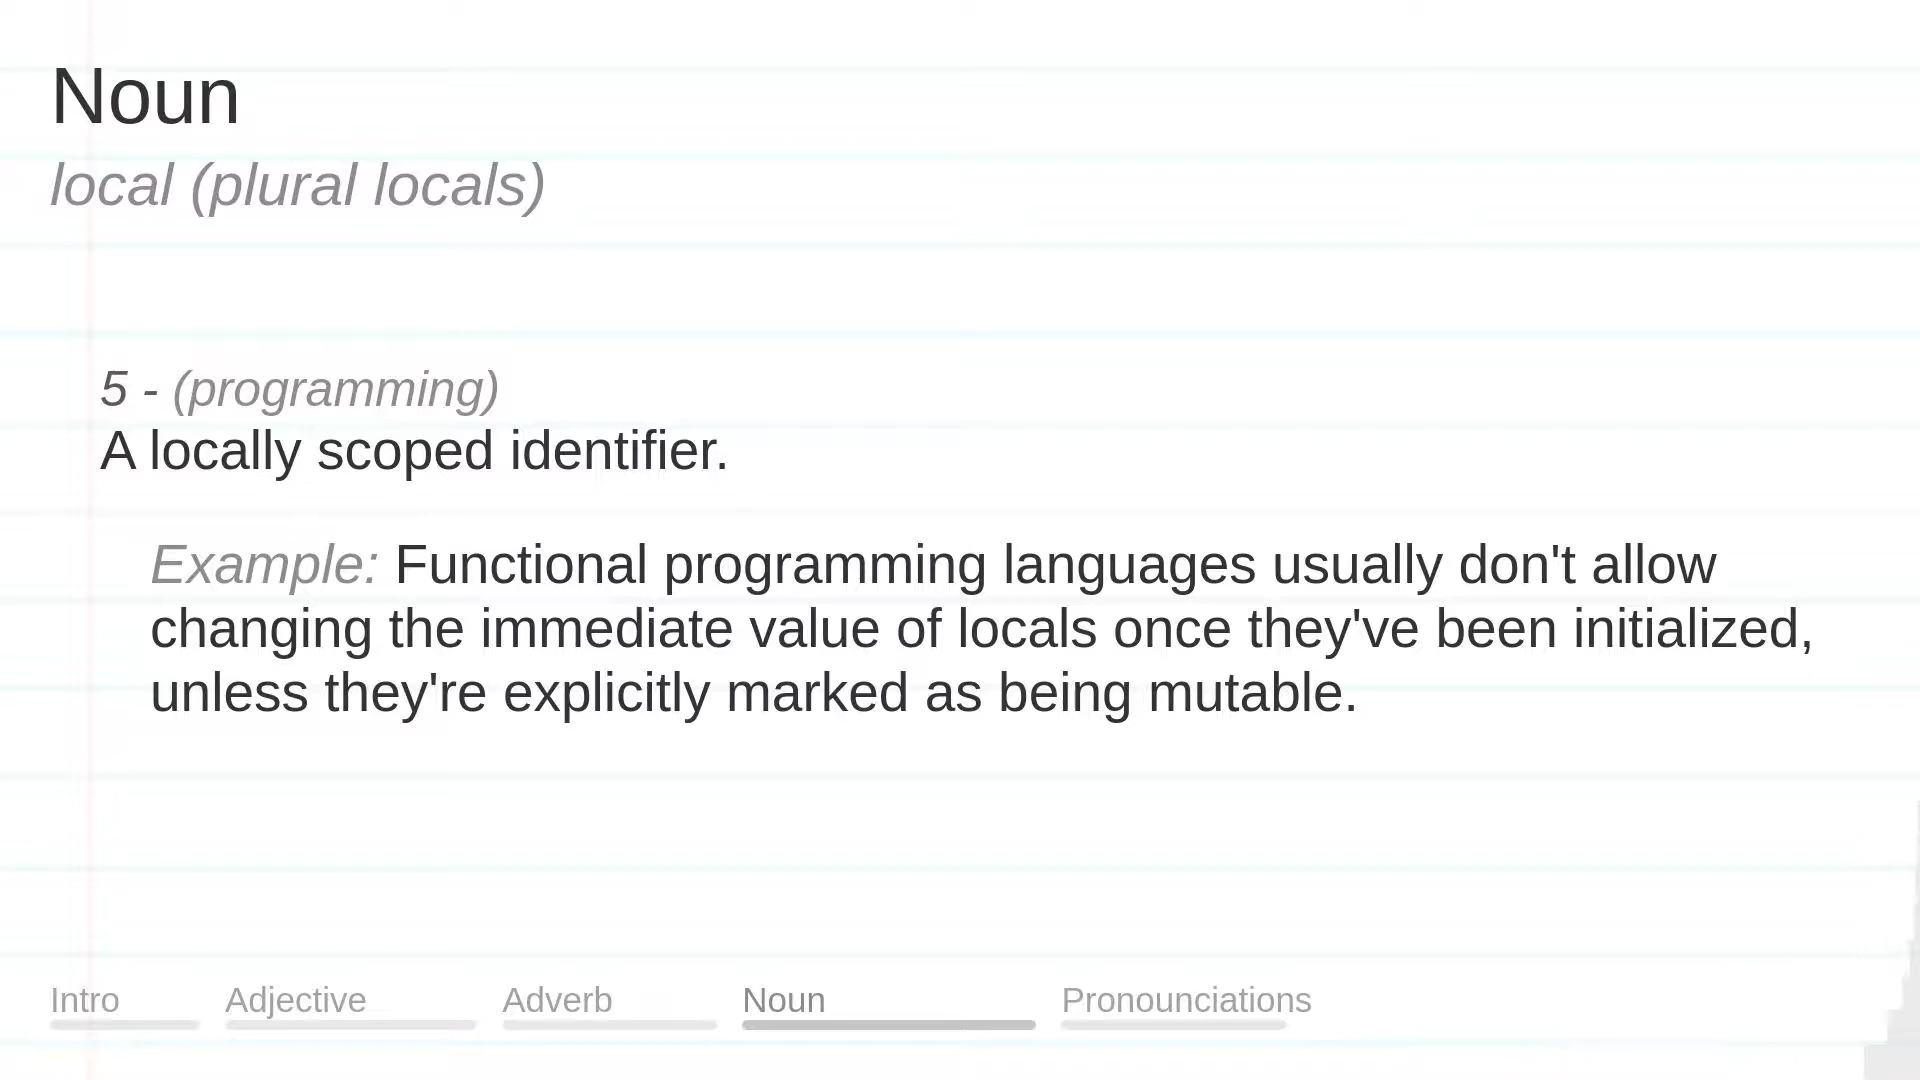 Noun
local (plural locals)
5 - (programming)
A locally scoped identifier.
Example: Functional programming languages usually don't allow
changing the immediate value of locals once they've been initialized,
unless they're explicitly marked as being mutable.
Intro Adjective Adverb Noun Pronounciations